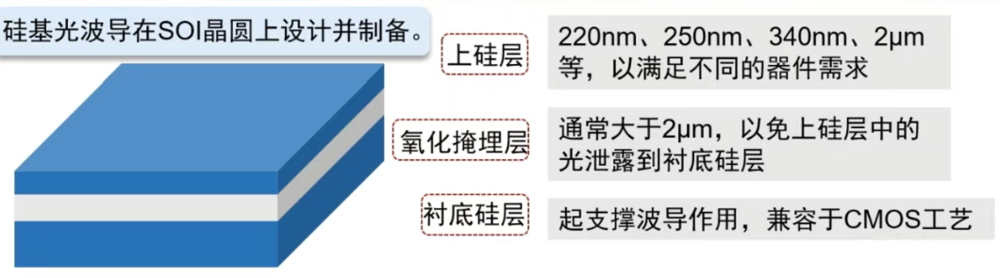 硅基光波导在SOI晶圆上设计并制备。
上硅层
220nm、250nm、340nm、2μm
等，以满足不同的器件需求
氧化掩埋层
通常大于2μm，以免上硅层中的
光泄露到衬底硅层
衬底硅层
起支撑波导作用，兼容于CMOS工艺